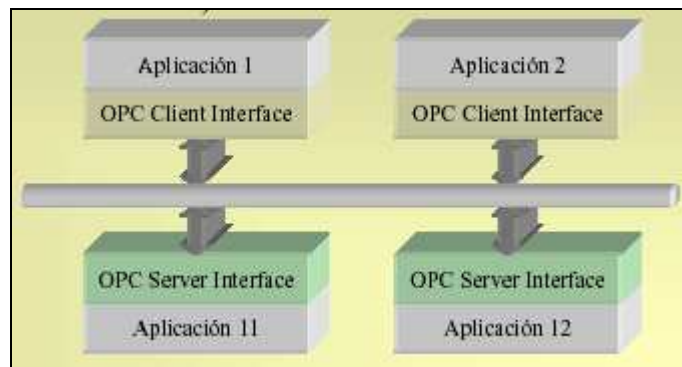 Aplicación 1
OPC Client Interface
Aplicación 2
OPC Client Interface
OPC Server Interface
Aplicación 11
OPC Server Interface
Aplicación 12